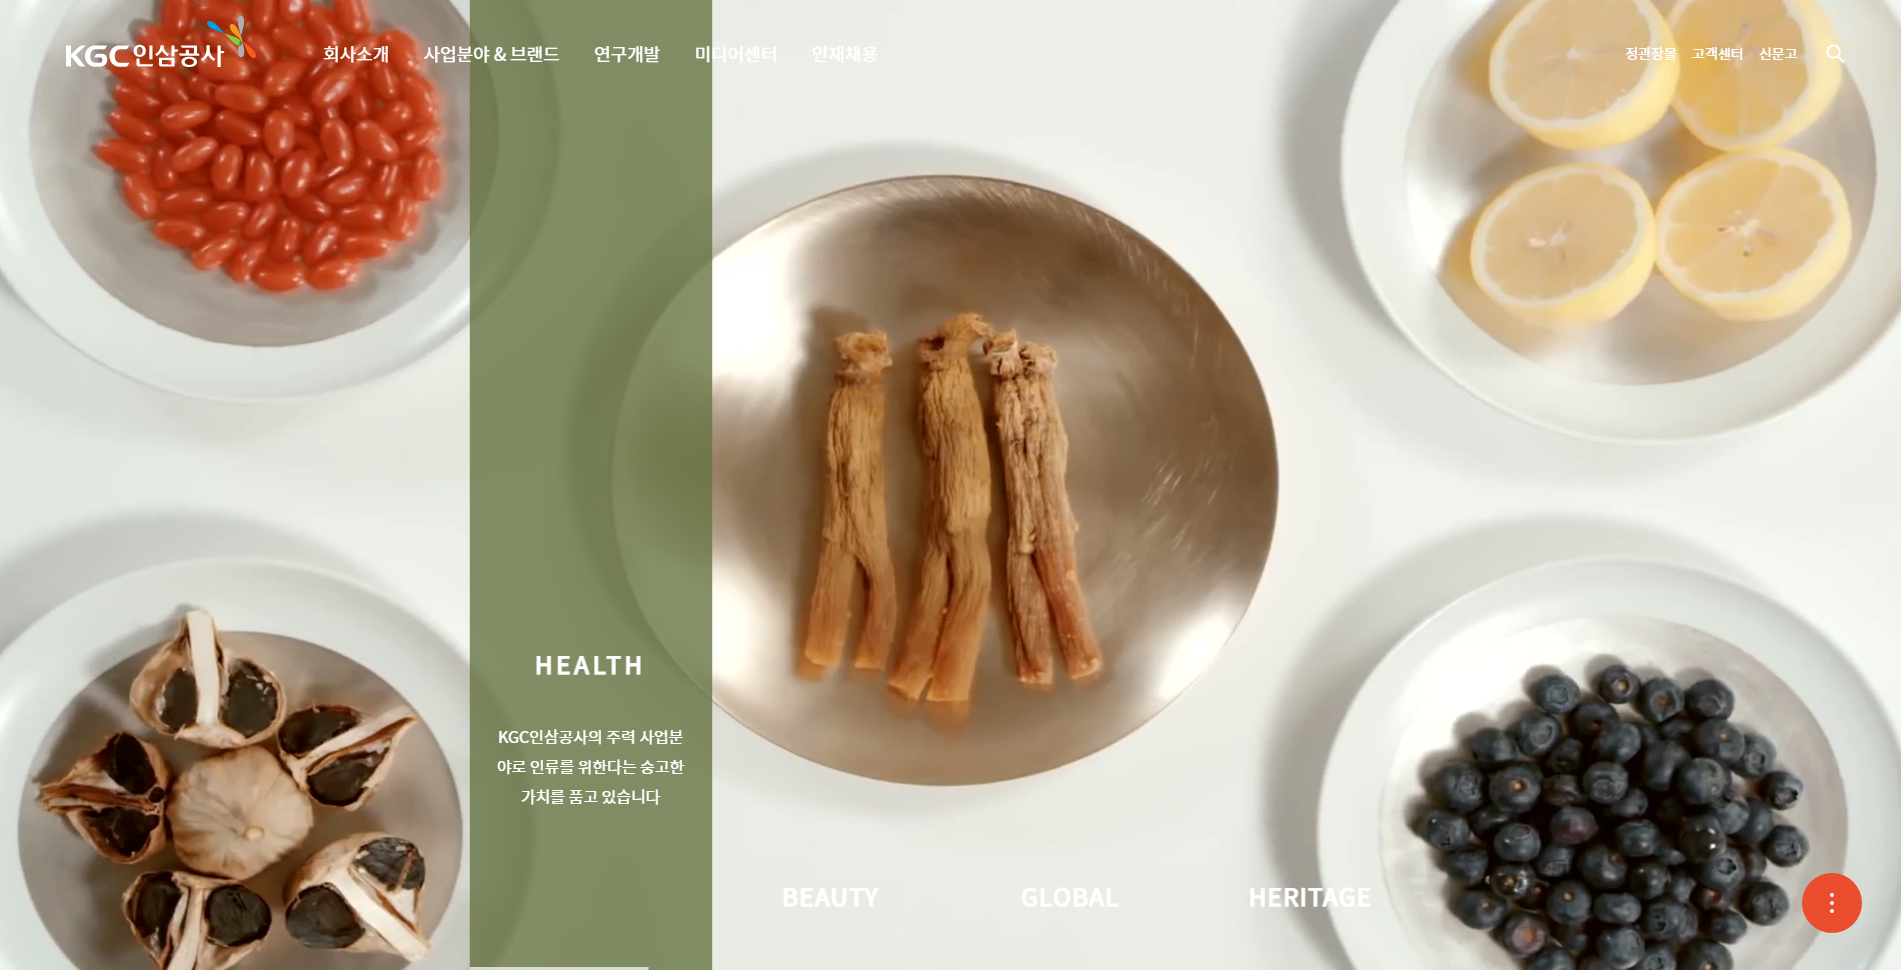 KGC인삼공사
회사소개 사업분야 & 브랜드 연구개발 미디어센터 인재채용
정관장몰 고객센터 신문고
HEALTH
KGC인삼공사의 주력 사업분
야로 인류를 위한다는 숭고한
가치를 품고 있습니다
BEAUTY GLOBAL HERITAGE